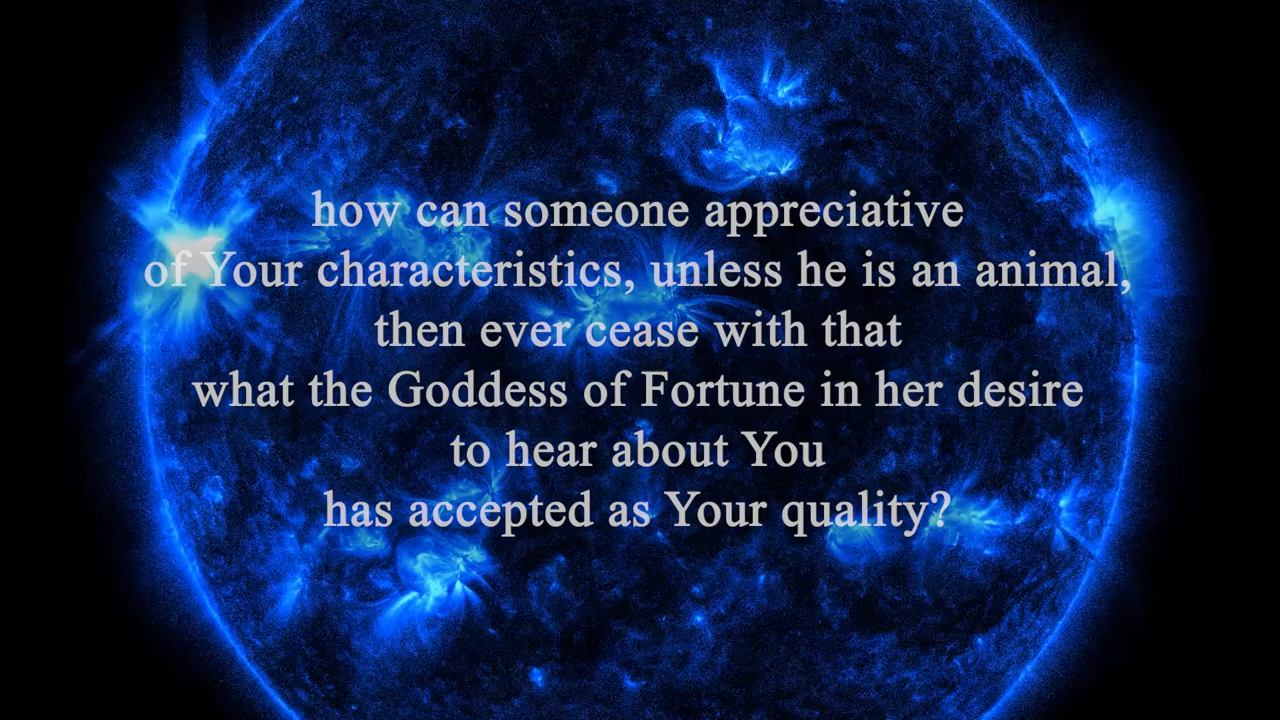 how can someone appreciative
of Your characteristics, unless he is an animal,
then ever cease with that
what the Goddess of Fortune in her desire
to hear about You
has accepted as Your quality?